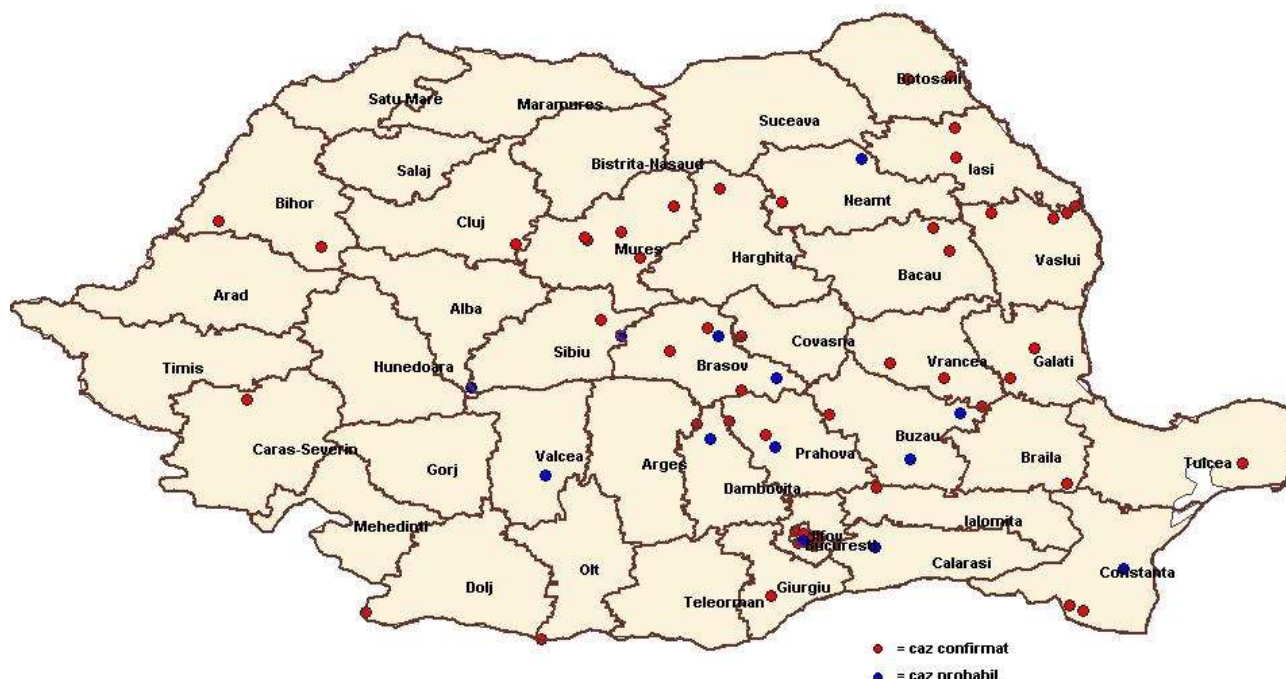 Botosani
Satu Mare
Maramures
Suceava
Salaj
Bistrita-Nasaud
Iasi
Bihor
Cluj
Neamt
Mures
Harghita
Bacau
Vaslui
Arad
Alba
Timis
Hunedoara
Sibiu
Brasov
Covasna
Vrancea
Galati
Caras-Severin
Gorj
Valcea
Arges
Dambovita
Prahova
Buzau
Braila
Tulcea
Mehedinti
Ialomita
Ilfov
Bucuresti
Calarasi
Constanta
Dolj
Olt
Teleorman
Giurgiu
= caz confirmat
= caz probabil